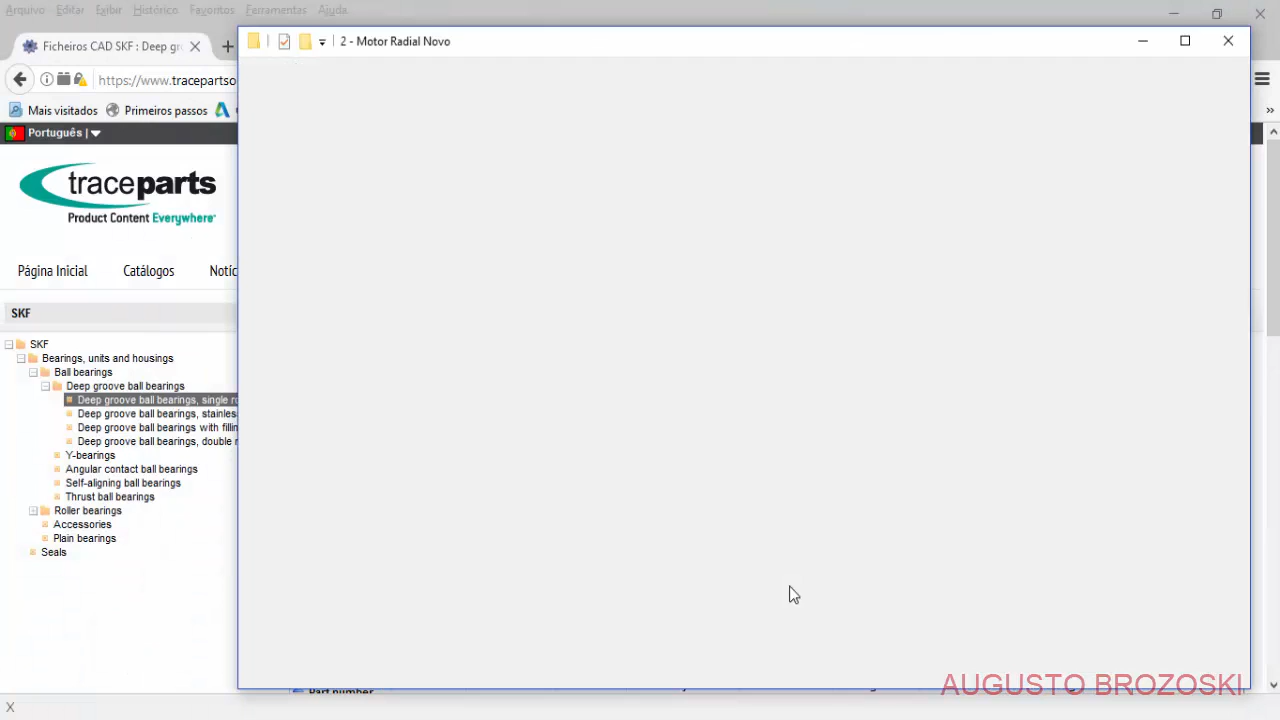 Arquivo Editar Exibir Histórico Favoritos Ferramentas Ajuda
Ficheiros CAD SKF : Deep gr
2 - Motor Radial Novo
https://www.tracepartso
Mais visitados Primeiros passos
Português |
traceparts
Product Content Everywhere
Página Inicial Catálogos Notíc
SKF
SKF
Bearings, units and housings
Ball bearings
Deep groove ball bearings
Deep groove ball bearings, single ro
Deep groove ball bearings, stainles
Deep groove ball bearings with fillin
Deep groove ball bearings, double r
Y-bearings
Angular contact ball bearings
Self-aligning ball bearings
Thrust ball bearings
Roller bearings
Accessories
Plain bearings
Seals
Part number
AUGUSTO BROZOSKI
X